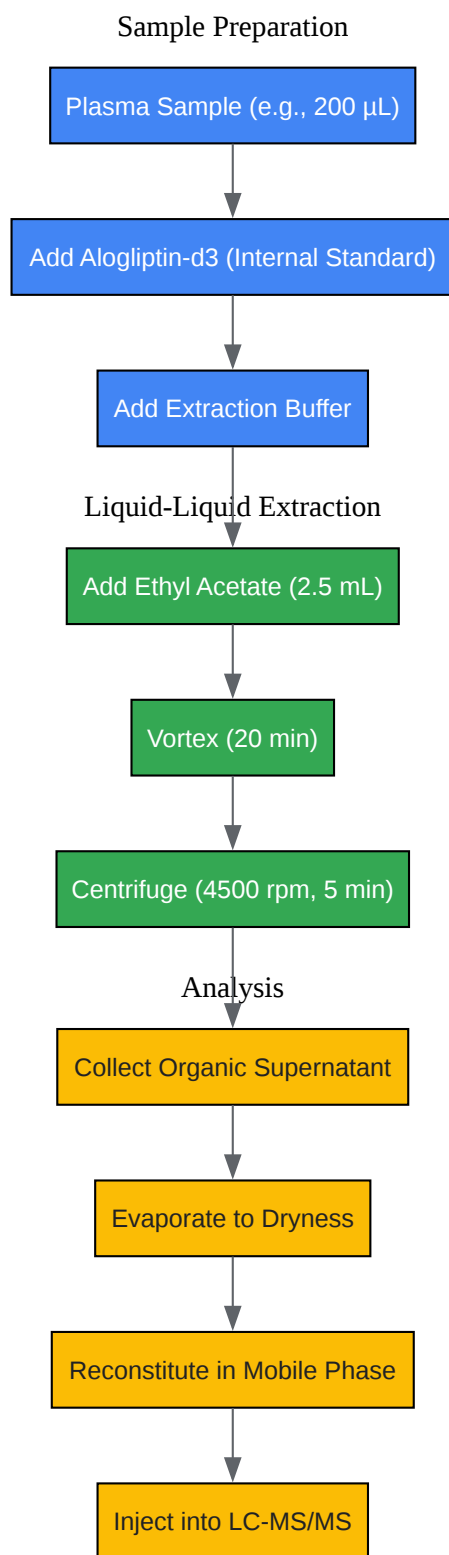 Sample Preparation
Plasma Sample (e.g., 200 µL)
Add Alogliptin-d3 (Internal Standard)
Add Extraction Buffer
Liquid-Liquid Extraction
Add Ethyl Acetate (2.5 mL)
Vortex (20 min)
Centrifuge (4500 rpm, 5 min)
Analysis
Collect Organic Supernatant
Evaporate to Dryness
Reconstitute in Mobile Phase
Inject into LC-MS/MS